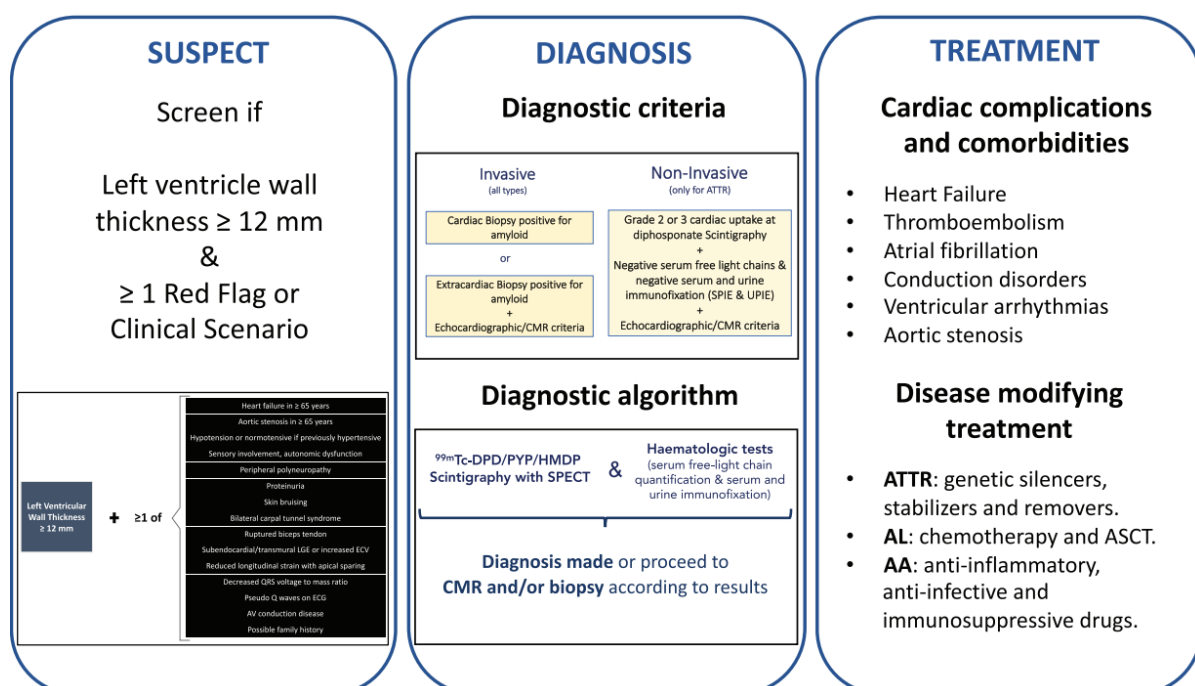 SUSPECT
Screen if
Left ventricle wall
thickness ≥ 12 mm
&
≥ 1 Red Flag or
Clinical Scenario
Left Ventricular
Wall Thickness
≥ 12 mm
+
≥1 of
Heart failure in ≥ 65 years
Aortic stenosis in ≥ 65 years
Hypotension or normotensive if previously hypertensive
Sensory involvement, autonomic dysfunction
Peripheral polyneuropathy
Proteinuria
Skin bruising
Bilateral carpal tunnel syndrome
Ruptured biceps tendon
Subendocardial/transmural LGE or increased ECV
Reduced longitudinal strain with apical sparing
Decreased QRS voltage to mass ratio
Pseudo Q waves on ECG
AV conduction disease
Possible family history
DIAGNOSIS
Diagnostic criteria
Invasive
(all types)
Cardiac Biopsy positive for
amyloid
or
Extracardiac Biopsy positive for
amyloid
+
Echocardiographic/CMR criteria
Non-Invasive
(only for ATTR)
Grade 2 or 3 cardiac uptake at
diphosponate Scintigraphy
+
Negative serum free light chains &
negative serum and urine
immunofixation (SPIE & UPIE)
+
Echocardiographic/CMR criteria
Diagnostic algorithm
99mTc-DPD/PYP/HMDP
Scintigraphy with SPECT
&
Haematologic tests
(serum free-light chain
quantification & serum and
urine immunofixation)
Diagnosis made or proceed to
CMR and/or biopsy according to results
TREATMENT
Cardiac complications
and comorbidities
• Heart Failure
• Thromboembolism
• Atrial fibrillation
• Conduction disorders
• Ventricular arrhythmias
• Aortic stenosis
Disease modifying
treatment
• ATTR: genetic silencers,
stabilizers and removers.
• AL: chemotherapy and ASCT.
• AA: anti-inflammatory,
anti-infective and
immunosuppressive drugs.